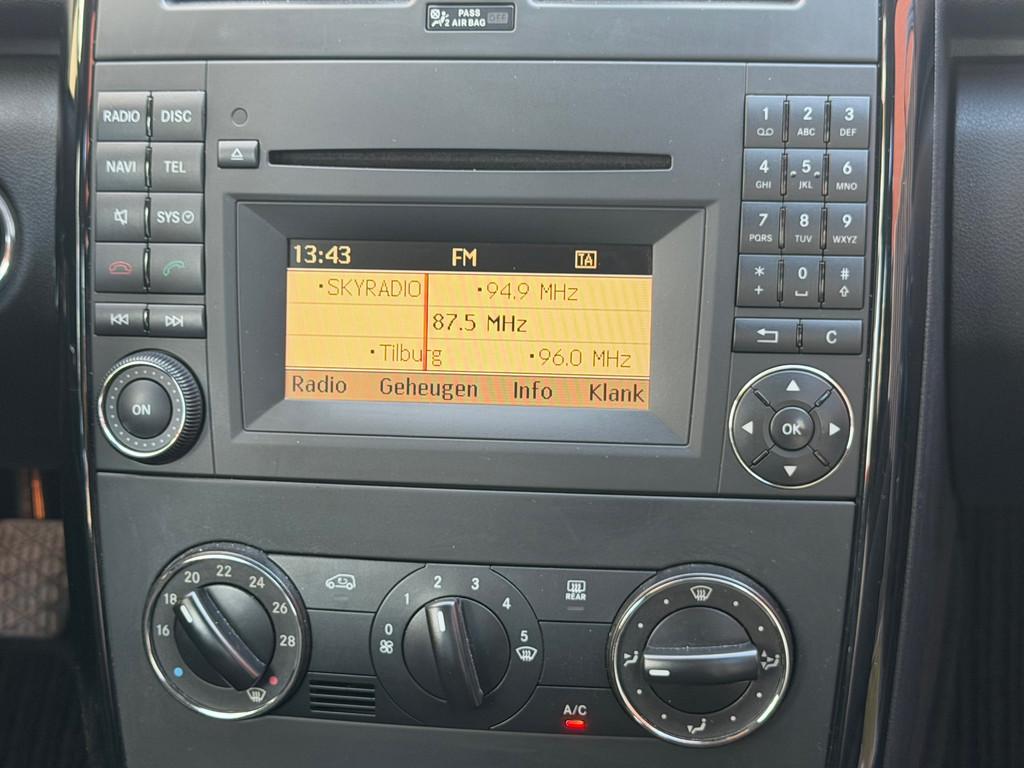 PASS
AIR BAG OFF
2
RADIO DISC
NAVI TEL
SYS
ON
13:43 FM TA
•SKYRADIO •94.9 MHz
87.5 MHz
•Tilburg •96.0 MHz
Radio Geheugen Info Klank
1 2 3
ABC DEF
4 5 6
GHI JKL MNO
7 8 9
PQRS TUV WXYZ
* 0 #
+
C
OK
16 18 20 22 24 26 28
0 1 2 3 4 5
REAR
A/C